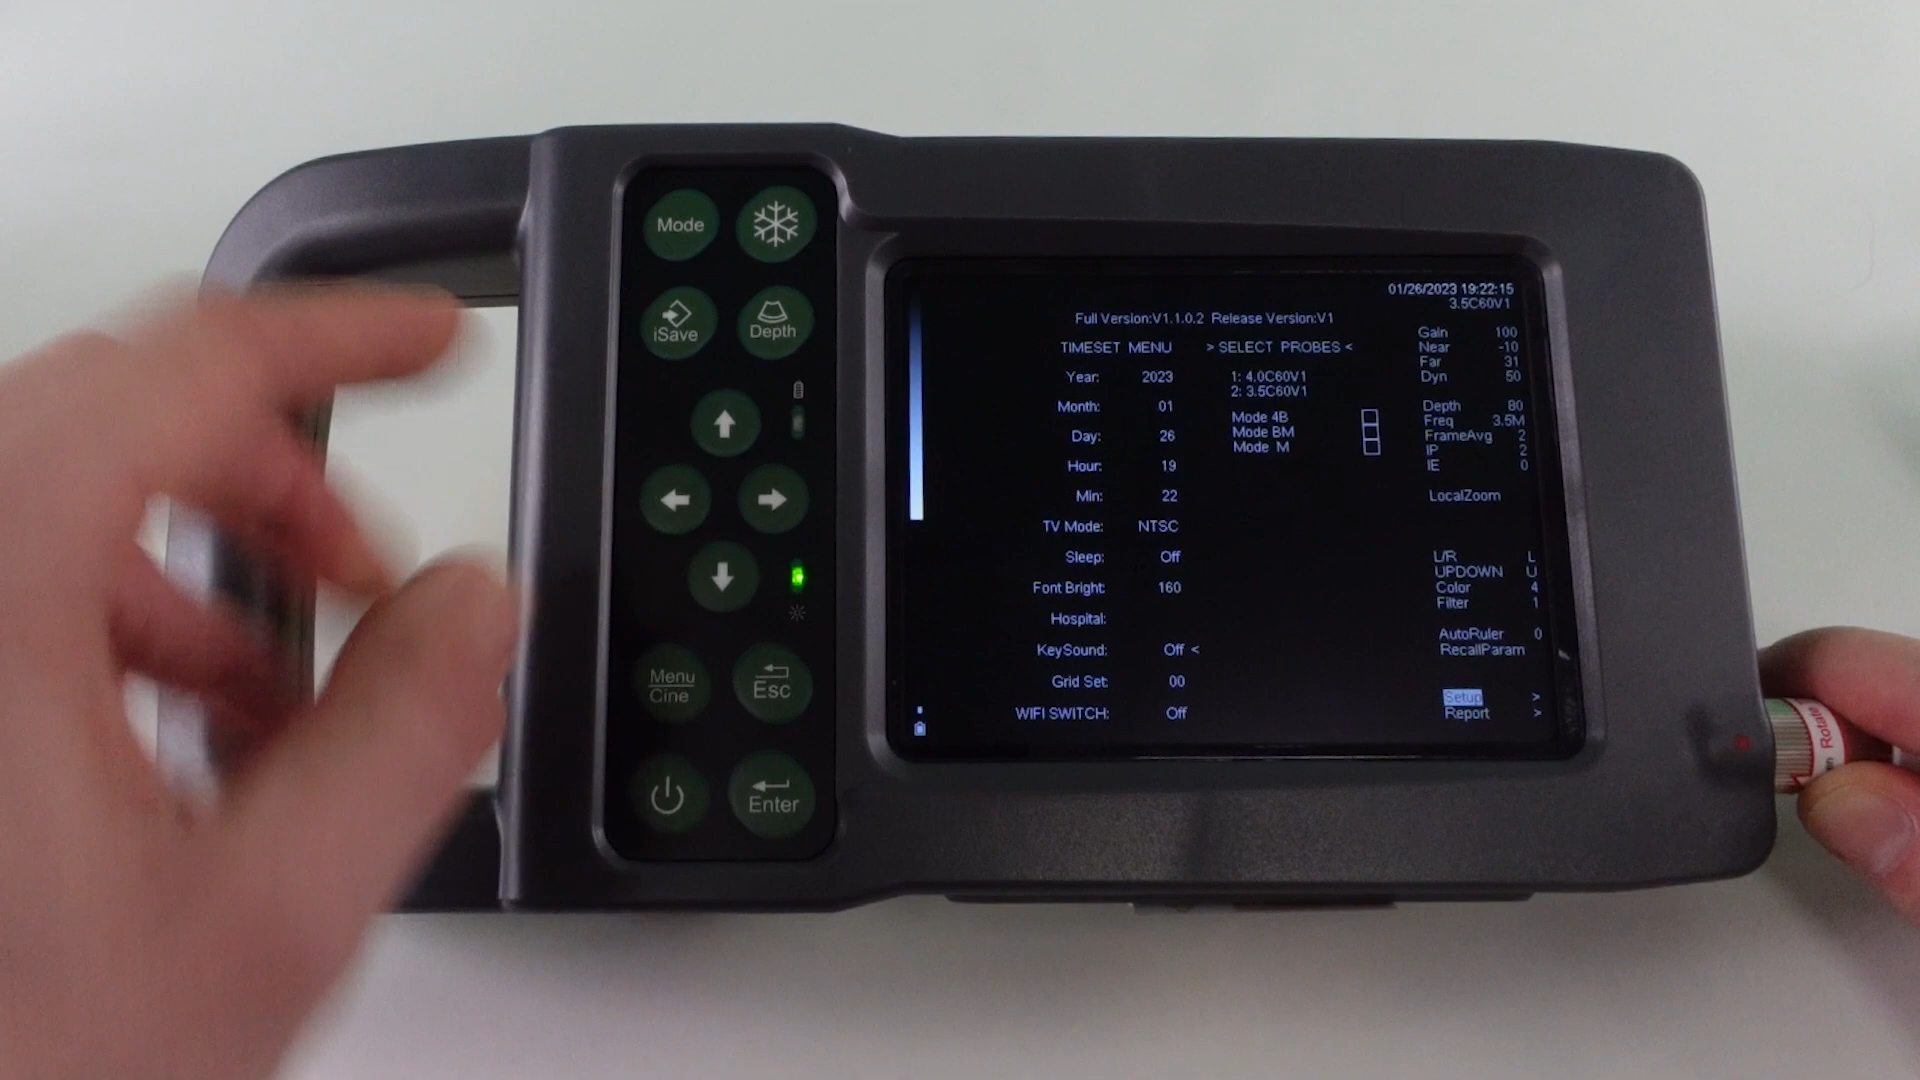 Mode
iSave
Depth
Menu
Cine
Esc
Enter
01/26/2023 19:22:15
3.5C60V1
Full Version:V1.1.0.2 Release Version:V1
TIMESET MENU > SELECT PROBES <
Year: 2023
Month: 01
Day: 26
Hour: 19
Min: 22
TV Mode: NTSC
Sleep: Off
Font Bright: 160
Hospital:
KeySound: Off <
Grid Set: 00
WIFI SWITCH: Off
1: 4.0C60V1
2: 3.5C60V1
Mode 4B
Mode BM
Mode M
Gain 100
Near -10
Far 31
Dyn 50
Depth 80
Freq 3.5M
FrameAvg 2
IP 2
IE 0
LocalZoom
L/R L
UPDOWN U
Color 4
Filter 1
AutoRuler 0
RecallParam
Setup >
Report >
Rotate